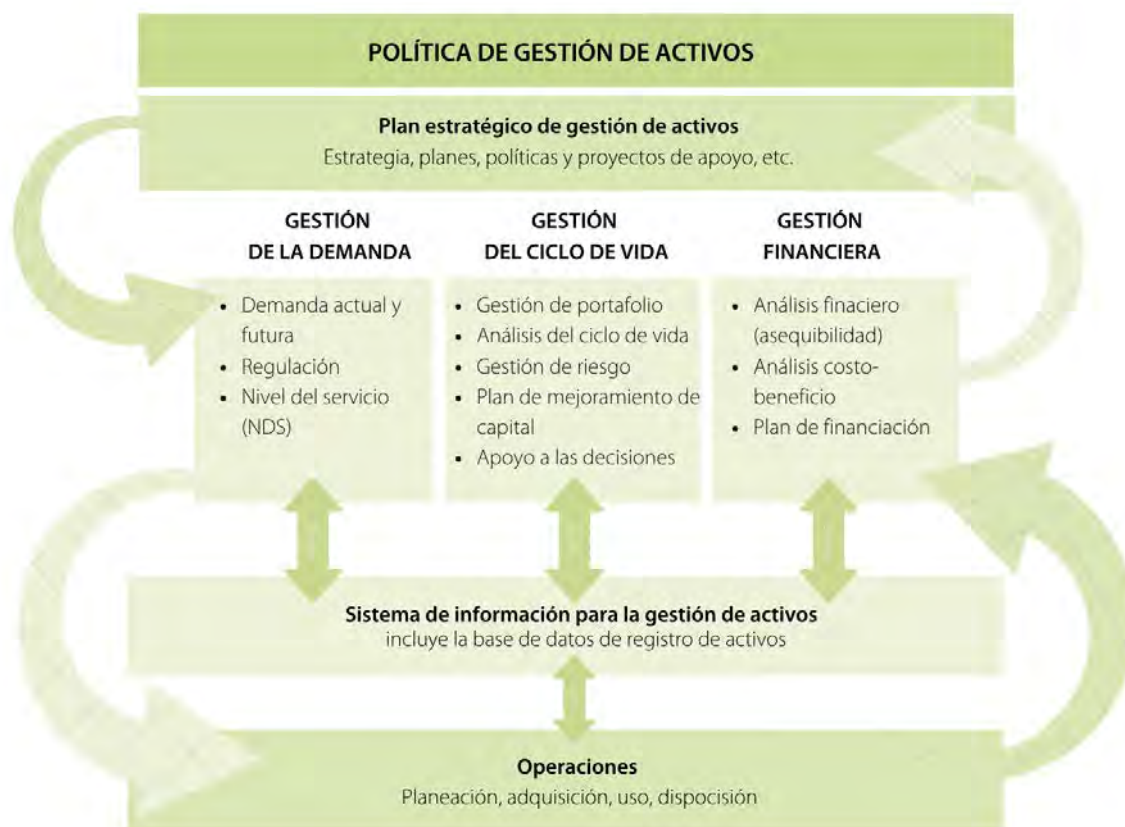 POLÍTICA DE GESTIÓN DE ACTIVOS
Plan estratégico de gestión de activos
Estrategia, planes, políticas y proyectos de apoyo, etc.
GESTIÓN
DE LA DEMANDA
• Demanda actual y
futura
• Regulación
• Nivel del servicio
(NDS)
GESTIÓN
DEL CICLO DE VIDA
• Gestión de portafolio
• Análisis del ciclo de vida
• Gestión de riesgo
• Plan de mejoramiento de
capital
• Apoyo a las decisiones
GESTIÓN
FINANCIERA
• Análisis finaciero
(asequibilidad)
• Análisis costo-
beneficio
• Plan de financiación
Sistema de información para la gestión de activos
incluye la base de datos de registro de activos
Operaciones
Planeación, adquisición, uso, dispocisión